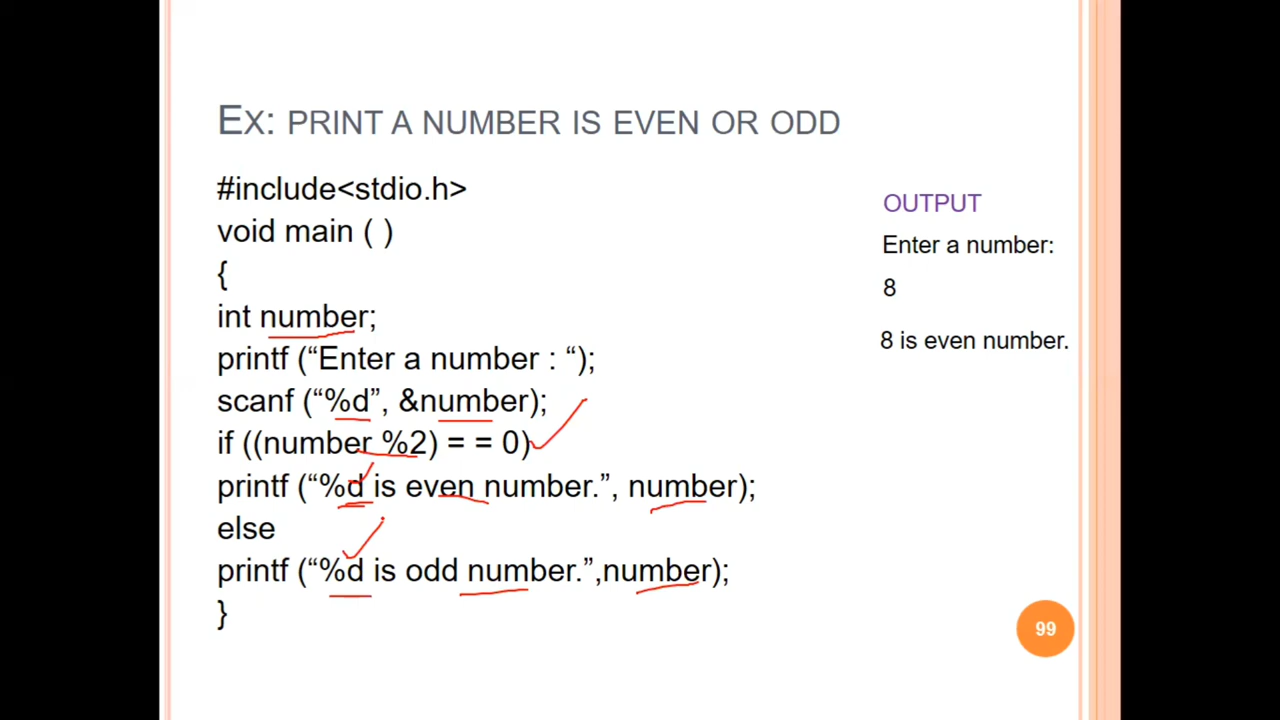 EX: PRINT A NUMBER IS EVEN OR ODD
#include<stdio.h>
void main ( )
{
int number;
printf (“Enter a number : “);
scanf (“%d”, &number);
if ((number %2) = = 0)
printf (“%d is even number.”, number);
else
printf (“%d is odd number.”,number);
}
OUTPUT
Enter a number:
8
8 is even number.
99